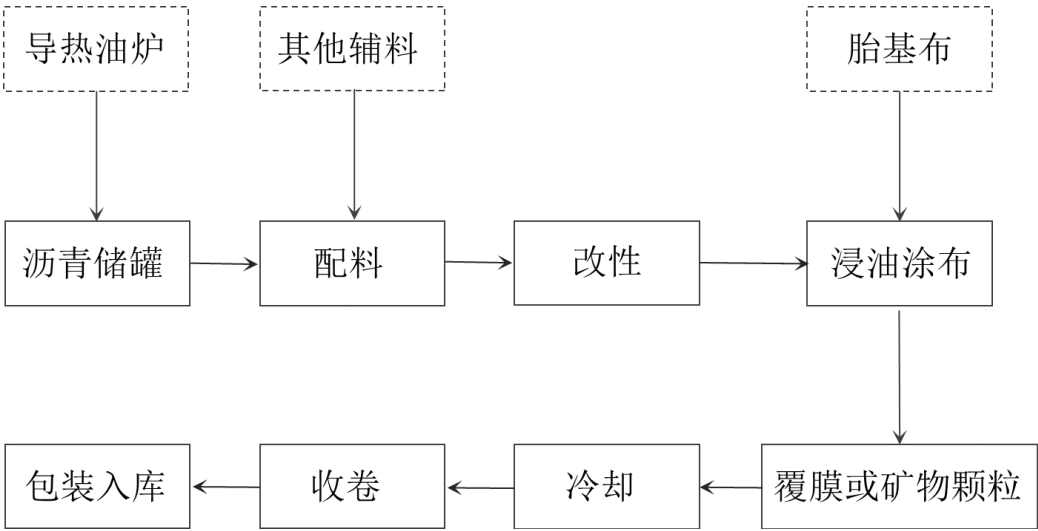 导热油炉
其他辅料
胎基布
沥青储罐
配料
改性
浸油涂布
包装入库
收卷
冷却
覆膜或矿物颗粒